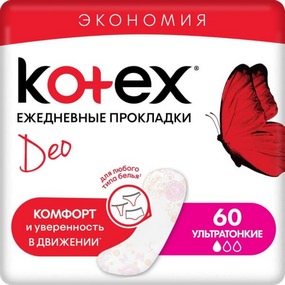 ЭКОНОМИЯ
kotex®
ЕЖЕДНЕВНЫЕ ПРОКЛАДКИ
Deo
для любого
типа белья*
КОМФОРТ
и уверенность
В ДВИЖЕНИИ*
60
УЛЬТРАТОНКИЕ